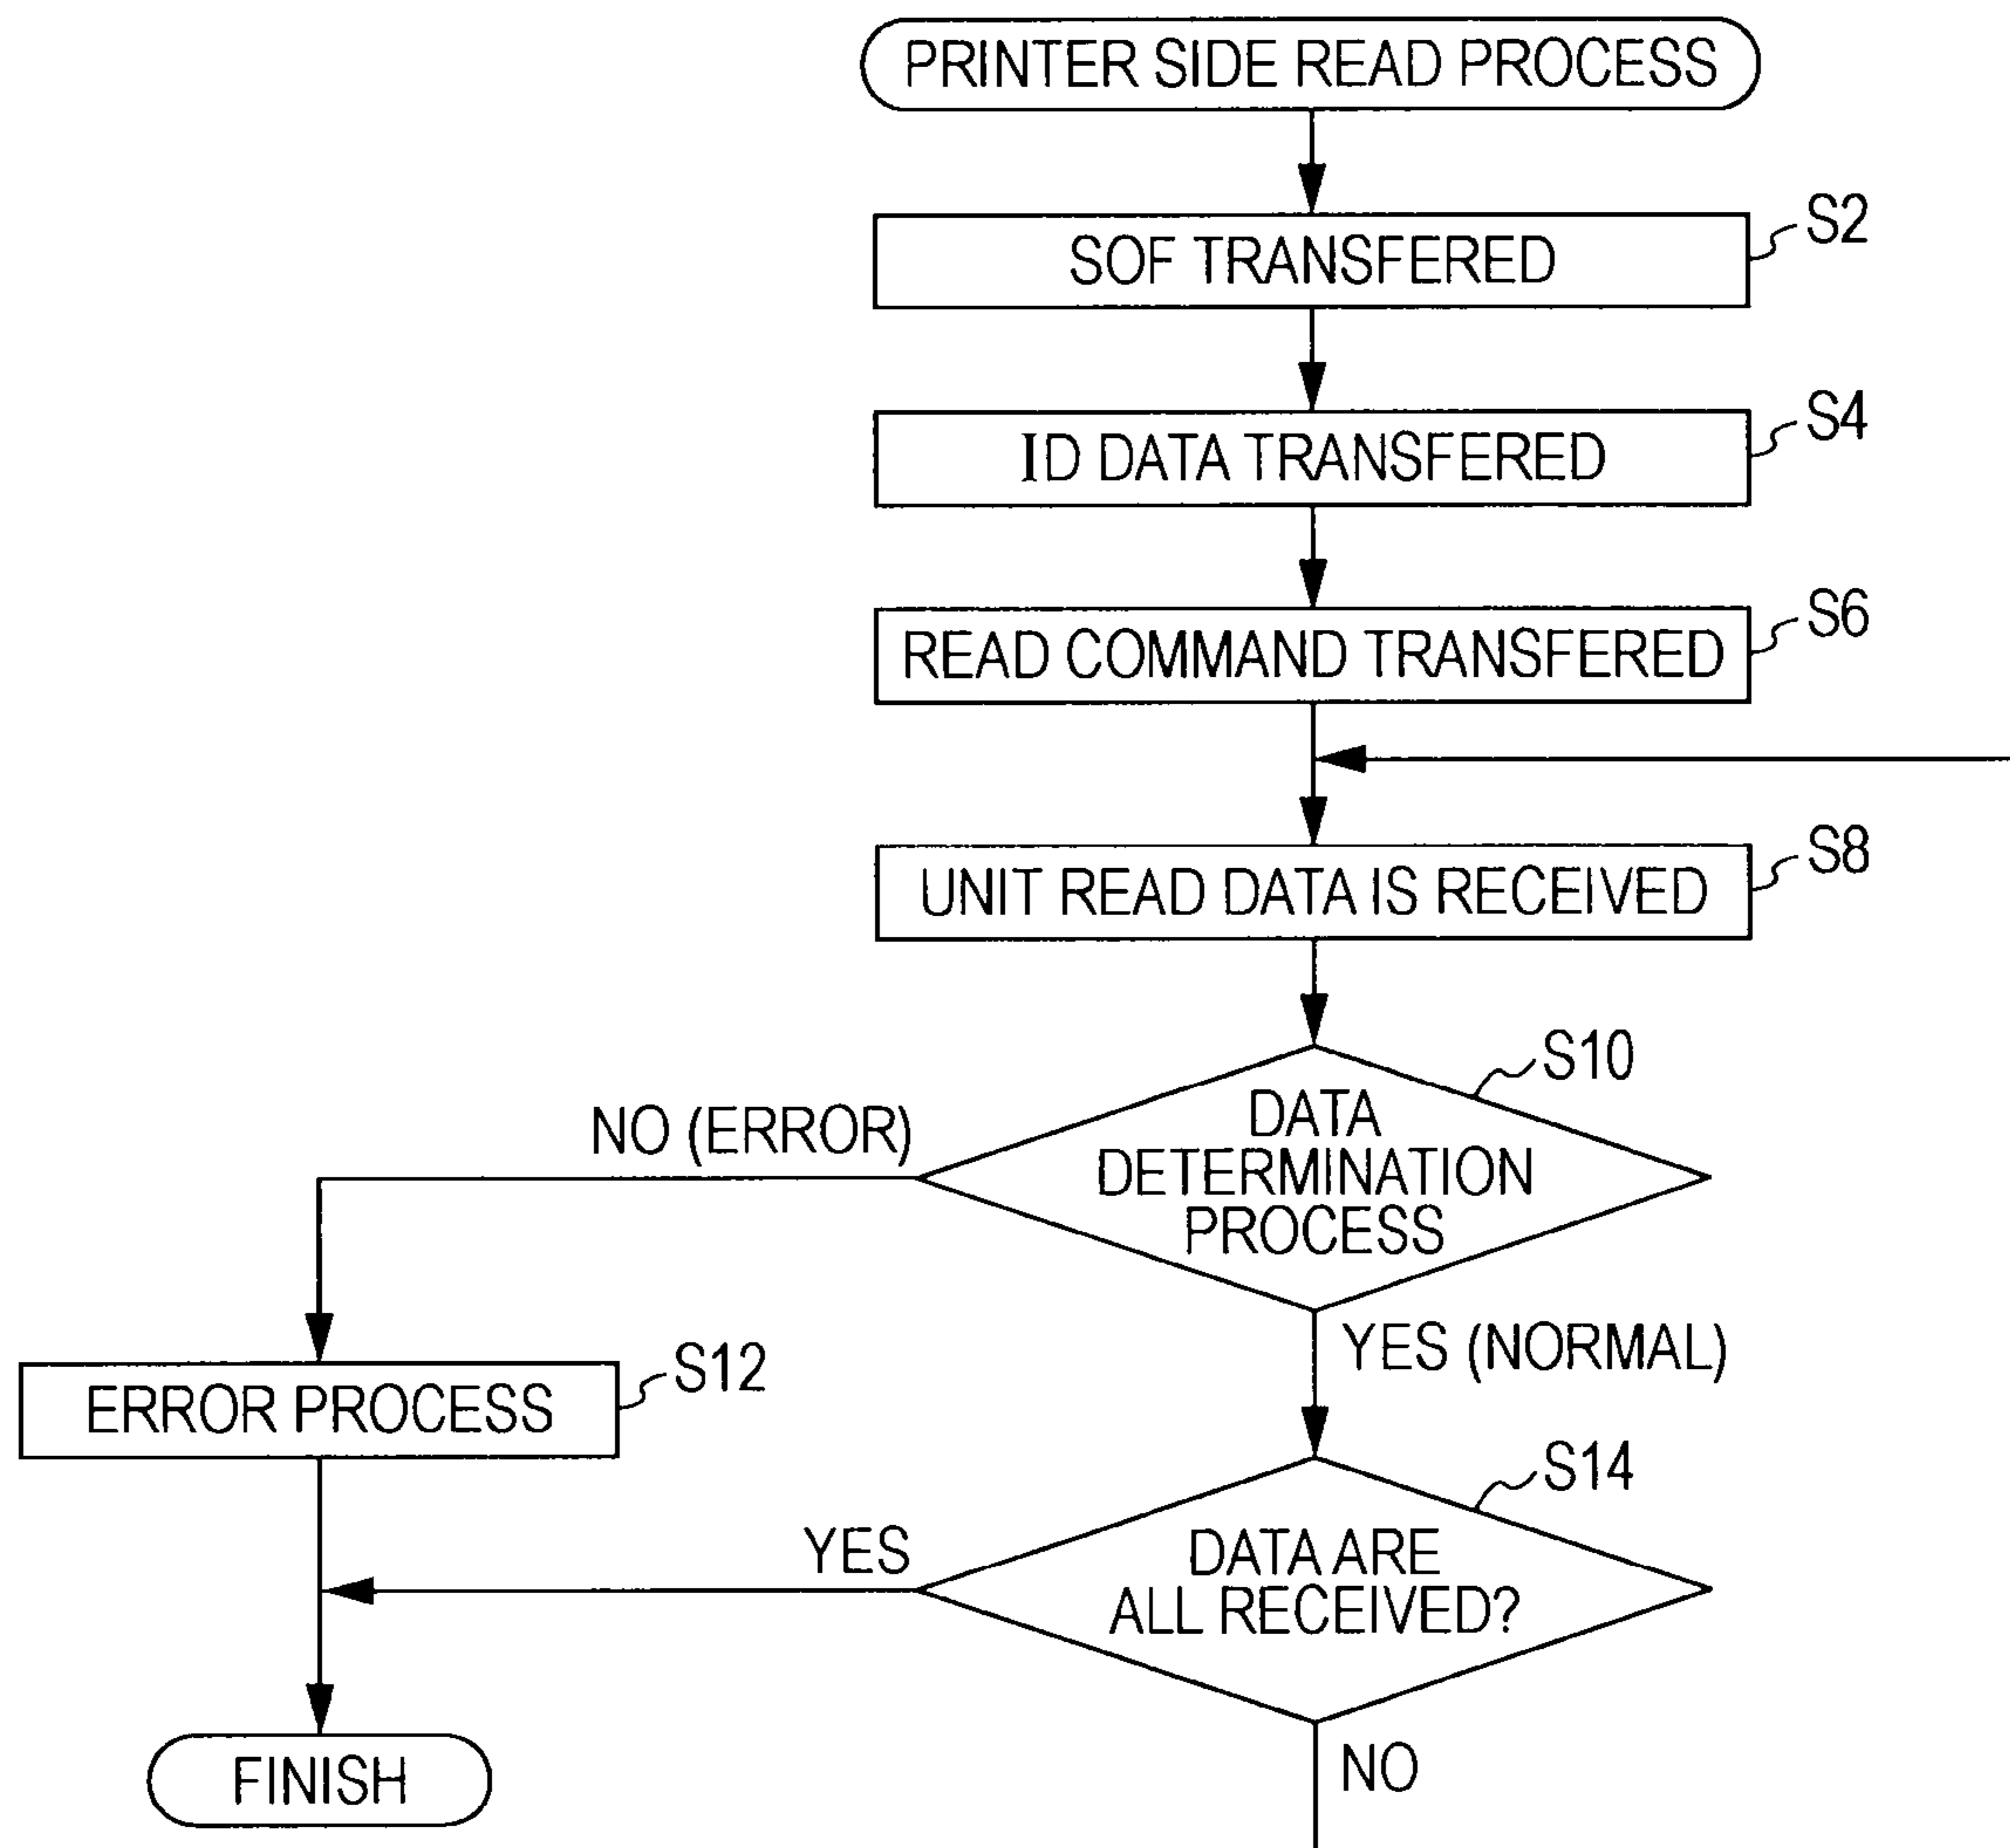 PRINTER SIDE READ PROCESS
SOF TRANSFERED
S2
ID DATA TRANSFERED
S4
READ COMMAND TRANSFERED
S6
UNIT READ DATA IS RECEIVED
S8
DATA
DETERMINATION
PROCESS
S10
NO (ERROR)
YES (NORMAL)
ERROR PROCESS
S12
DATA ARE
ALL RECEIVED?
S14
YES
NO
FINISH